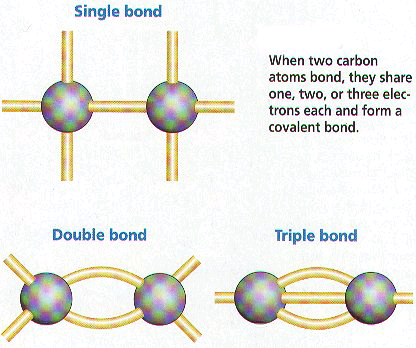 Single bond
When two carbon
atoms bond, they share
one, two, or three elec-
trons each and form a
covalent bond.
Double bond
Triple bond